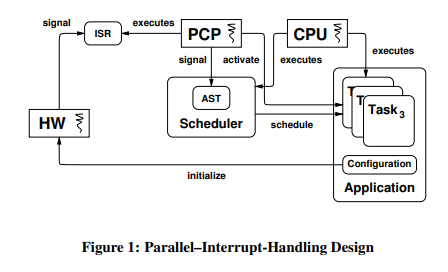 signal
executes
ISR
PCP
CPU
signal
activate
executes
executes
AST
Scheduler
schedule
T
T
Task 3
HW
Configuration
initialize
Application
Figure 1: Parallel–Interrupt-Handling Design